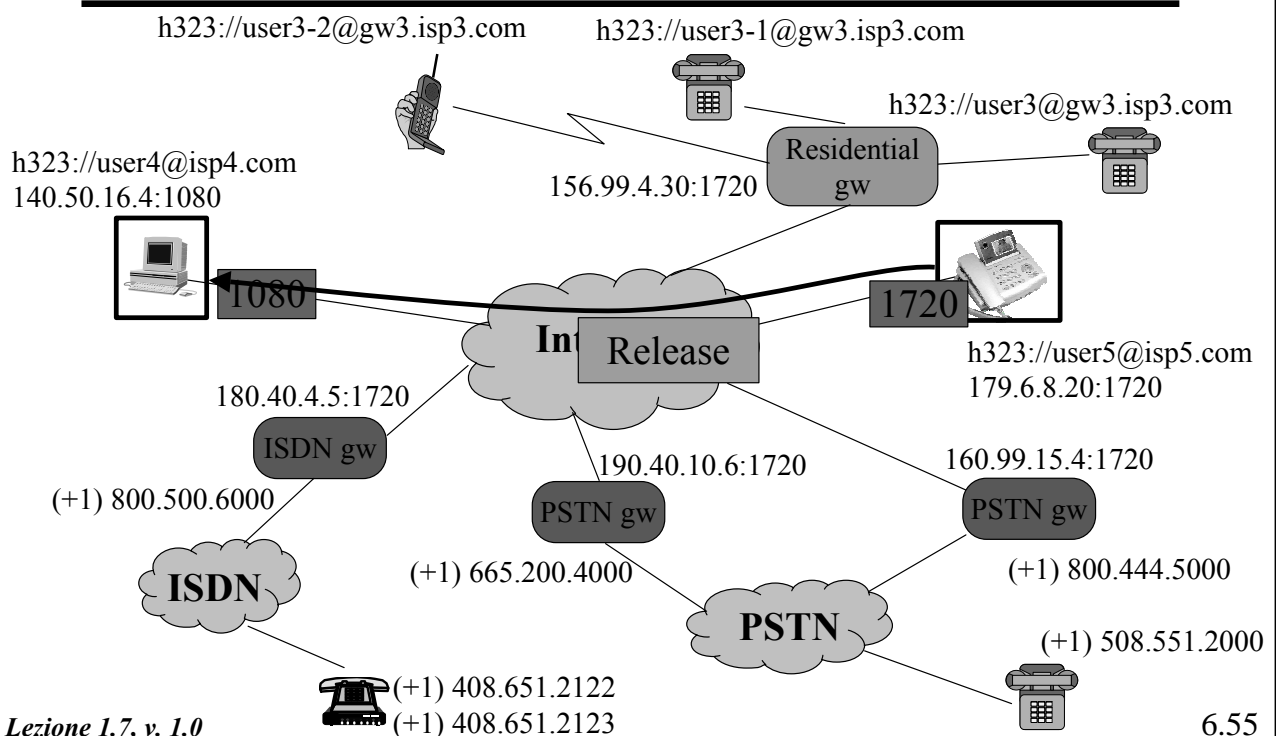 h323://user3-2@gw3.isp3.com
h323://user3-1@gw3.isp3.com
h323://user3@gw3.isp3.com
Residential
gw
156.99.4.30:1720
h323://user4@isp4.com
140.50.16.4:1080
1080
1720
Int
Release
h323://user5@isp5.com
179.6.8.20:1720
180.40.4.5:1720
ISDN gw
190.40.10.6:1720
PSTN gw
160.99.15.4:1720
PSTN gw
(+1) 800.500.6000
(+1) 665.200.4000
(+1) 800.444.5000
ISDN
PSTN
(+1) 508.551.2000
(+1) 408.651.2122
(+1) 408.651.2123
Lezione 1.7, v. 1.0
6.55